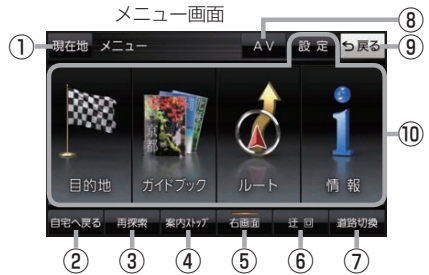 メニュー画面
⑧
① 現在地 メニュー AV 設定 戻る ⑨
京都
⑩
目的地 ガイドブック ルート 情報
自宅へ戻る 再探索 案内ストップ 右画面 迂回 道路切換
② ③ ④ ⑤ ⑥ ⑦